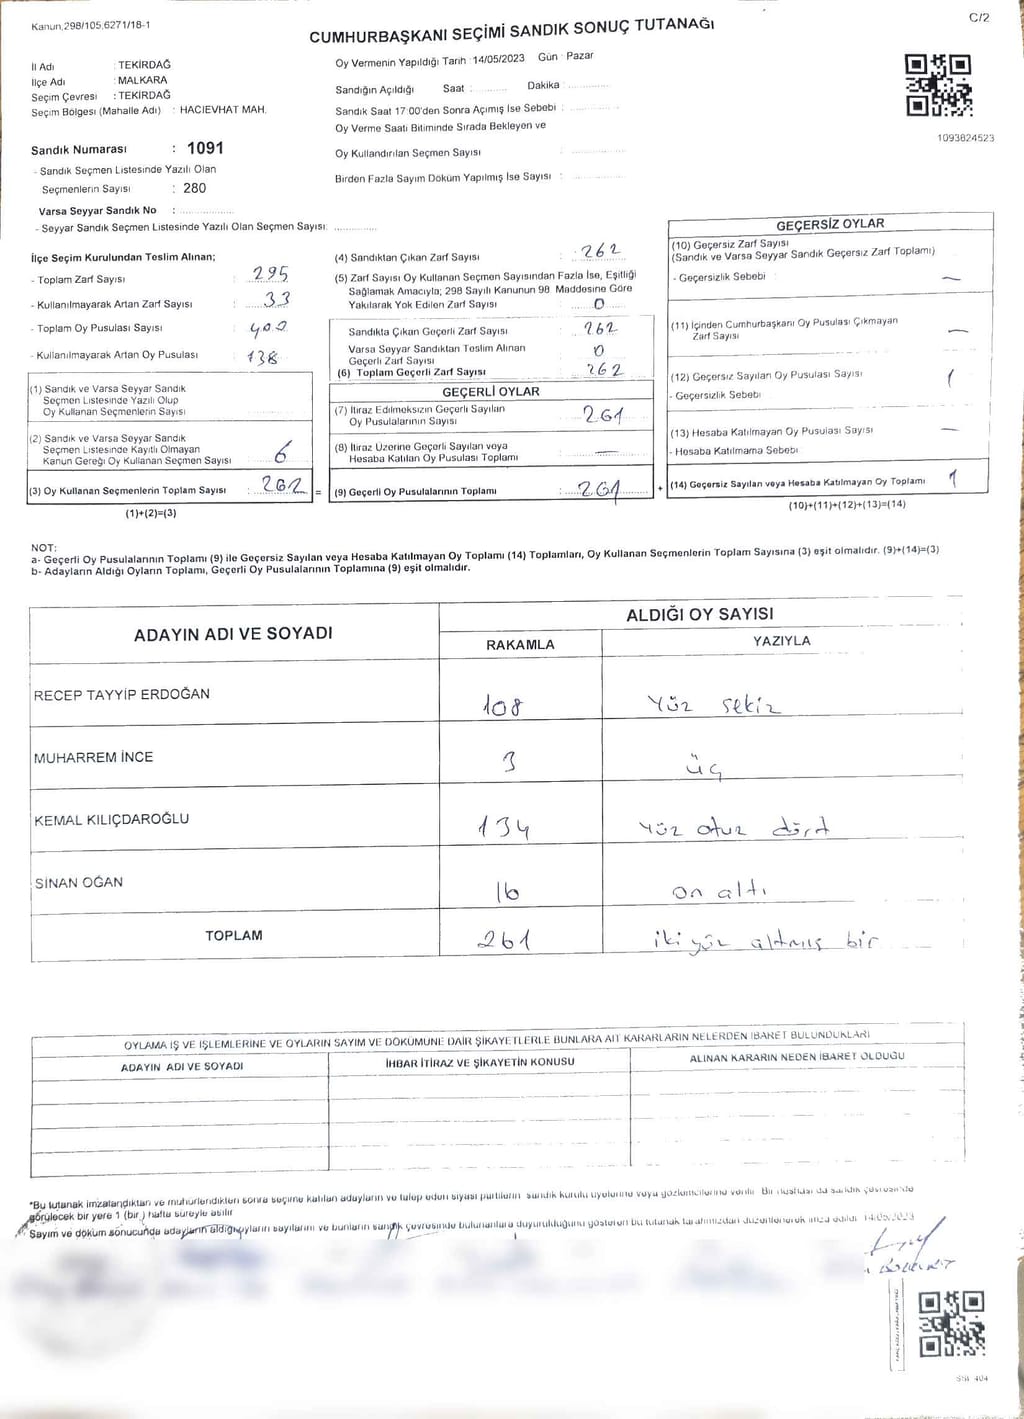 Kanun,298/105,6271/18-1
C/2
CUMHURBAŞKANI SEÇİMİ SANDIK SONUÇ TUTANAĞI
İl Adı : TEKİRDAĞ
İlçe Adı : MALKARA
Seçim Çevresi : TEKİRDAĞ
Seçim Bölgesi (Mahalle Adı) : HACIEVHAT MAH.
Oy Vermenin Yapıldığı Tarih :14/05/2023 Gün : Pazar
Sandığın Açıldığı Saat : Dakika :
Sandık Saat 17:00'den Sonra Açımış İse Sebebi :
Oy Verme Saati Bitiminde Sırada Bekleyen ve
Oy Kullandırılan Seçmen Sayısı :
Birden Fazla Sayım Döküm Yapılmış İse Sayısı :
1093824523
Sandık Numarası : 1091
- Sandık Seçmen Listesinde Yazılı Olan
Seçmenlerin Sayısı : 280
Varsa Seyyar Sandık No :
- Seyyar Sandık Seçmen Listesinde Yazılı Olan Seçmen Sayısı:
İlçe Seçim Kurulundan Teslim Alınan;
- Toplam Zarf Sayısı : 295
- Kullanılmayarak Artan Zarf Sayısı : 33
- Toplam Oy Pusulası Sayısı : 400
- Kullanılmayarak Artan Oy Pusulası : 138
(1) Sandık ve Varsa Seyyar Sandık
Seçmen Listesinde Yazılı Olup
Oy Kullanan Seçmenlerin Sayısı :
(2) Sandık ve Varsa Seyyar Sandık
Seçmen Listesinde Kayıtlı Olmayan
Kanun Gereği Oy Kullanan Seçmen Sayısı : 6
(3) Oy Kullanan Seçmenlerin Toplam Sayısı : 262 =
(1)+(2)=(3)
(4) Sandıktan Çıkan Zarf Sayısı : 262
(5) Zarf Sayısı Oy Kullanan Seçmen Sayısından Fazla İse, Eşitliği
Sağlamak Amacıyla; 298 Sayılı Kanunun 98 Maddesine Göre
Yakılarak Yok Edilen Zarf Sayısı : 0
Sandıkta Çıkan Geçerli Zarf Sayısı : 262
Varsa Seyyar Sandıktan Teslim Alınan
Geçerli Zarf Sayısı : 0
(6) Toplam Geçerli Zarf Sayısı : 262
GEÇERLİ OYLAR
(7) İtiraz Edilmeksizin Geçerli Sayılan
Oy Pusulalarının Sayısı : 261
(8) İtiraz Üzerine Geçerli Sayılan veya
Hesaba Katılan Oy Pusulası Toplamı : —
(9) Geçerli Oy Pusulalarının Toplamı : 261 +
GEÇERSİZ OYLAR
(10) Geçersiz Zarf Sayısı
(Sandık ve Varsa Seyyar Sandık Geçersiz Zarf Toplamı)
- Geçersizlik Sebebi : —
(11) İçinden Cumhurbaşkanı Oy Pusulası Çıkmayan
Zarf Sayısı —
(12) Geçersiz Sayılan Oy Pusulası Sayısı 1
- Geçersizlik Sebebi
(13) Hesaba Katılmayan Oy Pusulası Sayısı —
- Hesaba Katılmama Sebebi
(14) Geçersiz Sayılan veya Hesaba Katılmayan Oy Toplamı 1
(10)+(11)+(12)+(13)=(14)
NOT:
a- Geçerli Oy Pusulalarının Toplamı (9) ile Geçersiz Sayılan veya Hesaba Katılmayan Oy Toplamı (14) Toplamları, Oy Kullanan Seçmenlerin Toplam Sayısına (3) eşit olmalıdır. (9)+(14)=(3)
b- Adayların Aldığı Oyların Toplamı, Geçerli Oy Pusulalarının Toplamına (9) eşit olmalıdır.
ADAYIN ADI VE SOYADI
ALDIĞI OY SAYISI
RAKAMLA YAZIYLA
RECEP TAYYİP ERDOĞAN 108 Yüz sekiz
MUHARREM İNCE 3 üç
KEMAL KILIÇDAROĞLU 134 Yüz otuz dört
SİNAN OĞAN 16 on altı
TOPLAM 261 iki yüz altmış bir
OYLAMA İŞ VE İŞLEMLERİNE VE OYLARIN SAYIM VE DÖKÜMÜNE DAİR ŞİKAYETLERLE BUNLARA AİT KARARLARIN NELERDEN İBARET BULUNDUKLARI
ADAYIN ADI VE SOYADI İHBAR İTİRAZ VE ŞİKAYETİN KONUSU ALINAN KARARIN NEDEN İBARET OLDUĞU
*Bu tutanak imzalandıktan ve mühürlendikten sonra seçime katılan adayların ve talep eden siyasi partilerin sandık kurulu üyelerine veya gözlemcilerine verilir. Bir nüshası da sandık çevresinde
görülecek bir yere 1 (bir ) hafta süreyle asılır
Sayım ve döküm sonucunda adayların aldığı oyların sayılarını ve bunların sandık çevresinde bulunanlara duyurulduğunu gösteren bu tutanak tarafımızdan düzenlenerek imza edildi 14/05/2023